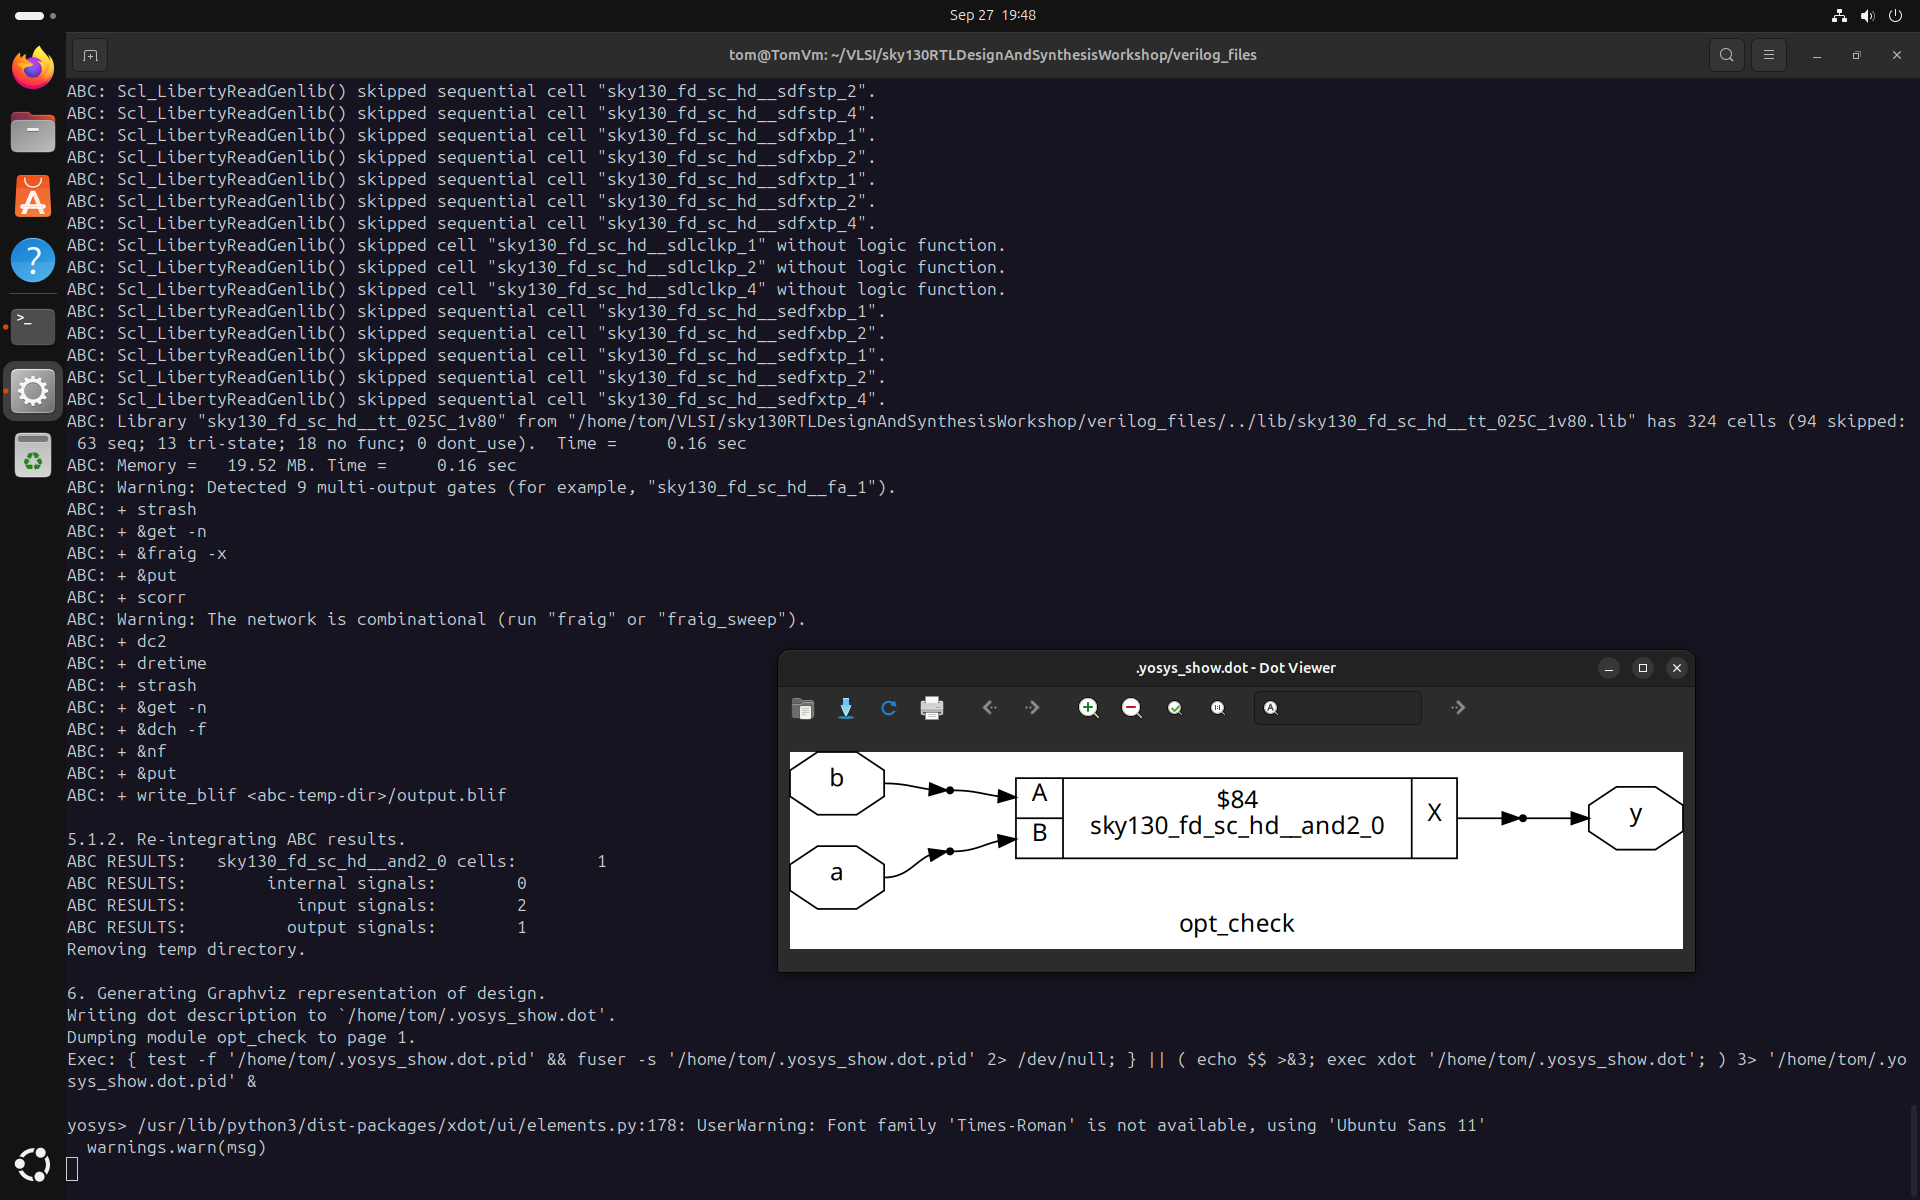 Sep 27 19:48
tom@TomVm: ~/VLSI/sky130RTLDesignAndSynthesisWorkshop/verilog_files
ABC: Scl_LibertyReadGenlib() skipped sequential cell "sky130_fd_sc_hd__sdfstp_2".
ABC: Scl_LibertyReadGenlib() skipped sequential cell "sky130_fd_sc_hd__sdfstp_4".
ABC: Scl_LibertyReadGenlib() skipped sequential cell "sky130_fd_sc_hd__sdfxbp_1".
ABC: Scl_LibertyReadGenlib() skipped sequential cell "sky130_fd_sc_hd__sdfxbp_2".
ABC: Scl_LibertyReadGenlib() skipped sequential cell "sky130_fd_sc_hd__sdfxtp_1".
ABC: Scl_LibertyReadGenlib() skipped sequential cell "sky130_fd_sc_hd__sdfxtp_2".
ABC: Scl_LibertyReadGenlib() skipped sequential cell "sky130_fd_sc_hd__sdfxtp_4".
ABC: Scl_LibertyReadGenlib() skipped cell "sky130_fd_sc_hd__sdlclkp_1" without logic function.
ABC: Scl_LibertyReadGenlib() skipped cell "sky130_fd_sc_hd__sdlclkp_2" without logic function.
ABC: Scl_LibertyReadGenlib() skipped cell "sky130_fd_sc_hd__sdlclkp_4" without logic function.
ABC: Scl_LibertyReadGenlib() skipped sequential cell "sky130_fd_sc_hd__sedfxbp_1".
ABC: Scl_LibertyReadGenlib() skipped sequential cell "sky130_fd_sc_hd__sedfxbp_2".
ABC: Scl_LibertyReadGenlib() skipped sequential cell "sky130_fd_sc_hd__sedfxtp_1".
ABC: Scl_LibertyReadGenlib() skipped sequential cell "sky130_fd_sc_hd__sedfxtp_2".
ABC: Scl_LibertyReadGenlib() skipped sequential cell "sky130_fd_sc_hd__sedfxtp_4".
ABC: Library "sky130_fd_sc_hd__tt_025C_1v80" from "/home/tom/VLSI/sky130RTLDesignAndSynthesisWorkshop/verilog_files/../lib/sky130_fd_sc_hd__tt_025C_1v80.lib" has 324 cells (94 skipped:
63 seq; 13 tri-state; 18 no func; 0 dont_use). Time = 0.16 sec
ABC: Memory = 19.52 MB. Time = 0.16 sec
ABC: Warning: Detected 9 multi-output gates (for example, "sky130_fd_sc_hd__fa_1").
ABC: + strash
ABC: + &get -n
ABC: + &fraig -x
ABC: + &put
ABC: + scorr
ABC: Warning: The network is combinational (run "fraig" or "fraig_sweep").
ABC: + dc2
ABC: + dretime
ABC: + strash
ABC: + &get -n
ABC: + &dch -f
ABC: + &nf
ABC: + &put
ABC: + write_blif <abc-temp-dir>/output.blif
5.1.2. Re-integrating ABC results.
ABC RESULTS: sky130_fd_sc_hd__and2_0 cells: 1
ABC RESULTS: internal signals: 0
ABC RESULTS: input signals: 2
ABC RESULTS: output signals: 1
Removing temp directory.
6. Generating Graphviz representation of design.
Writing dot description to `/home/tom/.yosys_show.dot'.
Dumping module opt_check to page 1.
Exec: { test -f '/home/tom/.yosys_show.dot.pid' && fuser -s '/home/tom/.yosys_show.dot.pid' 2> /dev/null; } || ( echo $$ >&3; exec xdot '/home/tom/.yosys_show.dot'; ) 3> '/home/tom/.yo
sys_show.dot.pid' &
yosys> /usr/lib/python3/dist-packages/xdot/ui/elements.py:178: UserWarning: Font family 'Times-Roman' is not available, using 'Ubuntu Sans 11'
warnings.warn(msg)
.yosys_show.dot - Dot Viewer
b
a
A
B
$84
sky130_fd_sc_hd__and2_0
X
y
opt_check